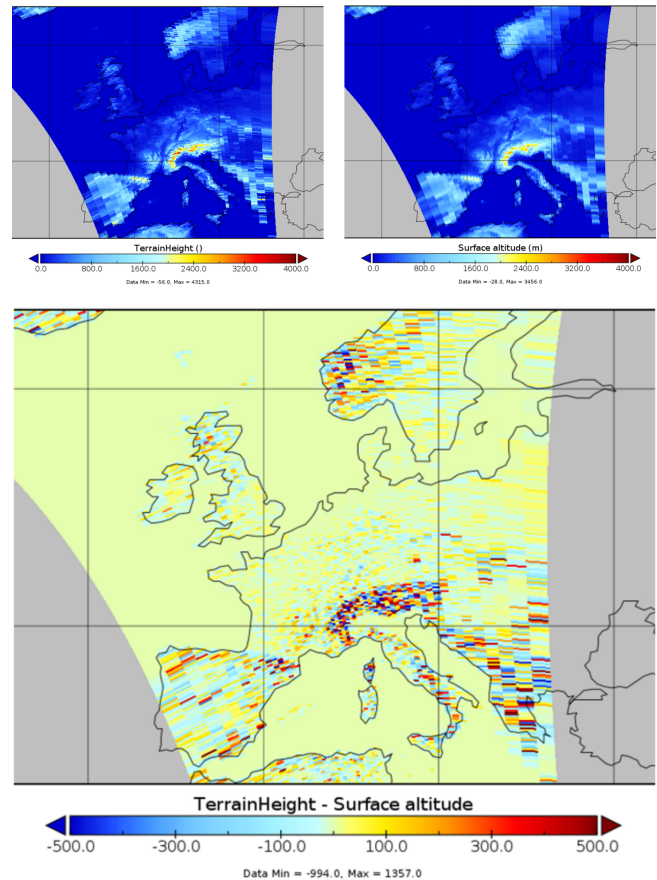 TerrainHeight ()
0.0 800.0 1600.0 2400.0 3200.0 4000.0
Data Min = -56.0, Max = 4315.0
Surface altitude (m)
0.0 800.0 1600.0 2400.0 3200.0 4000.0
Data Min = -28.0, Max = 3456.0
TerrainHeight - Surface altitude
-500.0 -300.0 -100.0 100.0 300.0 500.0
Data Min = -994.0, Max = 1357.0